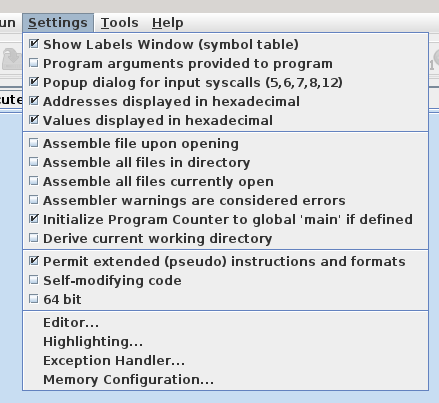 un Settings Tools Help
Show Labels Window (symbol table)
Program arguments provided to program
Popup dialog for input syscalls (5,6,7,8,12)
Addresses displayed in hexadecimal
cute
Values displayed in hexadecimal
Assemble file upon opening
Assemble all files in directory
Assemble all files currently open
Assembler warnings are considered errors
Initialize Program Counter to global 'main' if defined
Derive current working directory
Permit extended (pseudo) instructions and formats
Self-modifying code
64 bit
Editor...
Highlighting...
Exception Handler...
Memory Configuration...